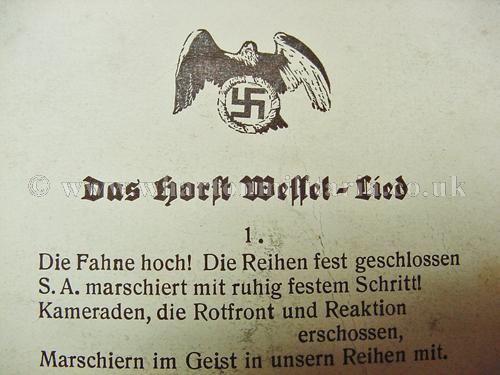 Das Horst Wessel-Lied
1.
Die Fahne hoch! Die Reihen fest geschlossen
S. A. marschiert mit ruhig festem Schritt!
Kameraden, die Rotfront und Reaktion
erschossen,
Marschiern im Geist in unsern Reihen mit.